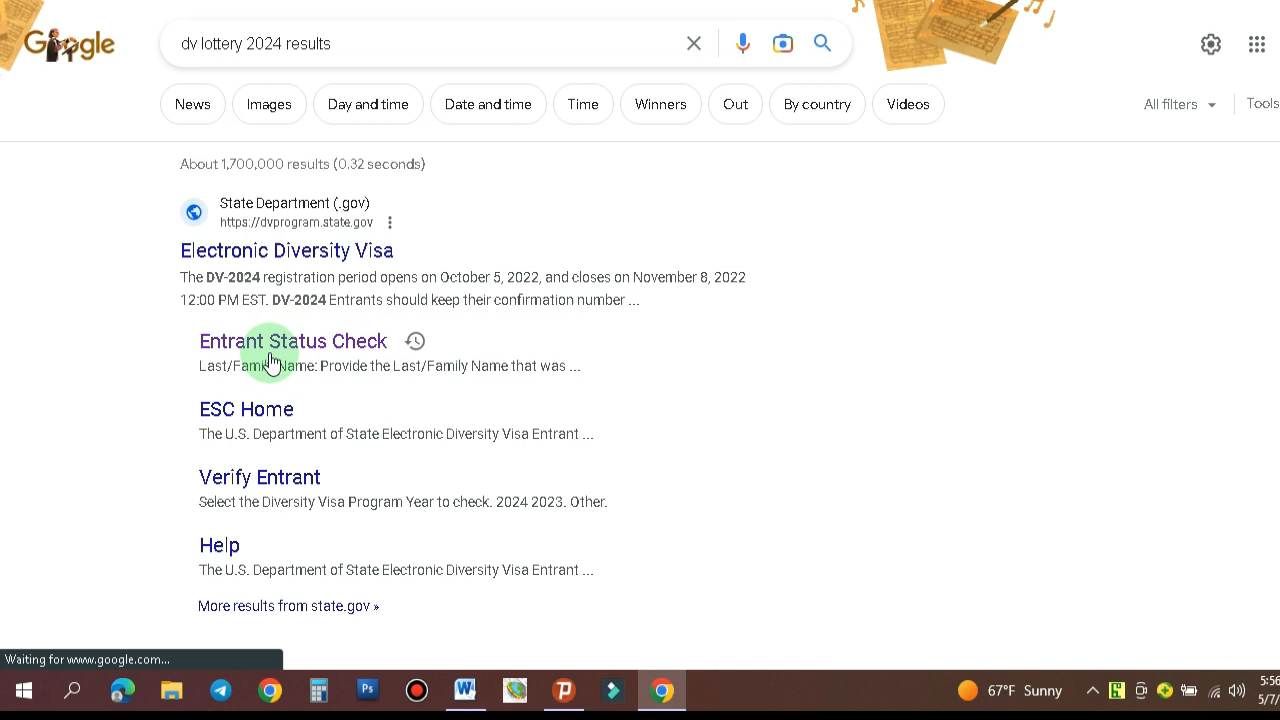 Google
dv lottery 2024 results
News
Images
Day and time
Date and time
Time
Winners
Out
By country
Videos
All filters
Tools
About 1,700,000 results (0.32 seconds)
State Department (.gov)
https://dvprogram.state.gov
Electronic Diversity Visa
The DV-2024 registration period opens on October 5, 2022, and closes on November 8, 2022
12:00 PM EST. DV-2024 Entrants should keep their confirmation number ...
Entrant Status Check
Last/Family Name: Provide the Last/Family Name that was ...
ESC Home
The U.S. Department of State Electronic Diversity Visa Entrant ...
Verify Entrant
Select the Diversity Visa Program Year to check. 2024 2023. Other.
Help
The U.S. Department of State Electronic Diversity Visa Entrant ...
More results from state.gov »
Waiting for www.google.com...
Ps
W
P
67°F Sunny
5:56
5/7/